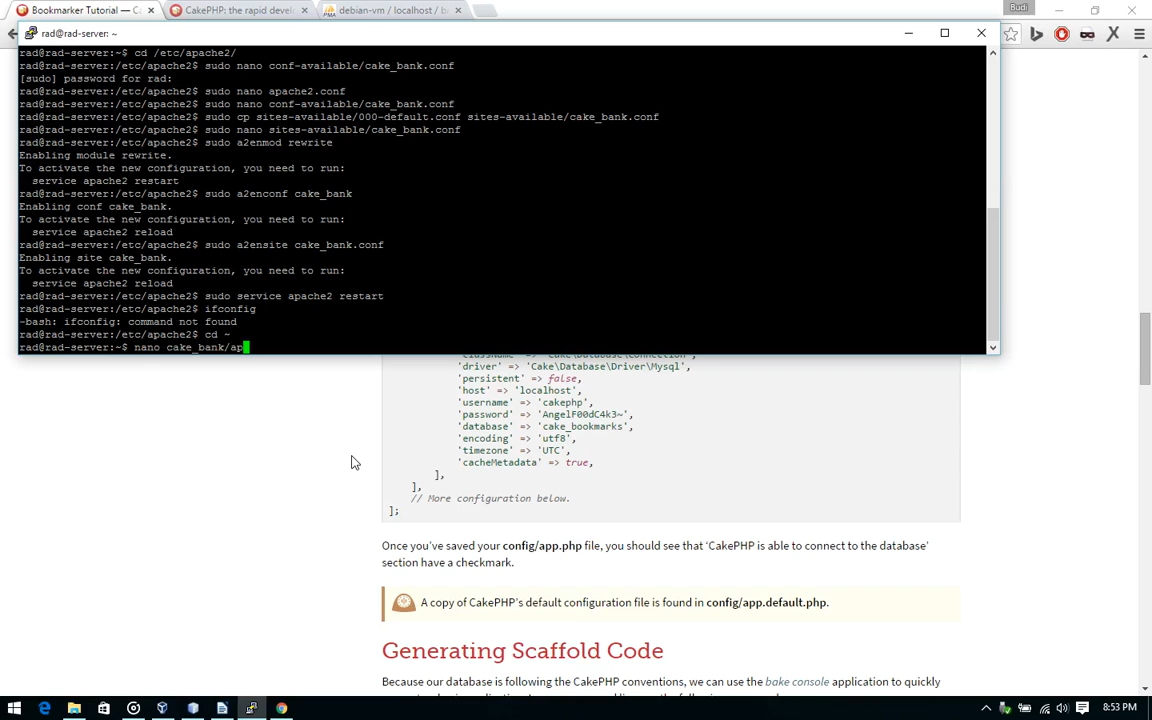 Bookmarker Tutorial —
CakePHP: the rapid devel
debian-vm / localhost / b
Budi
rad@rad-server: ~
rad@rad-server:~$ cd /etc/apache2/
rad@rad-server:/etc/apache2$ sudo nano conf-available/cake_bank.conf
[sudo] password for rad:
rad@rad-server:/etc/apache2$ sudo nano apache2.conf
rad@rad-server:/etc/apache2$ sudo nano conf-available/cake_bank.conf
rad@rad-server:/etc/apache2$ sudo cp sites-available/000-default.conf sites-available/cake_bank.conf
rad@rad-server:/etc/apache2$ sudo nano sites-available/cake_bank.conf
rad@rad-server:/etc/apache2$ sudo a2enmod rewrite
Enabling module rewrite.
To activate the new configuration, you need to run:
service apache2 restart
rad@rad-server:/etc/apache2$ sudo a2enconf cake_bank
Enabling conf cake_bank.
To activate the new configuration, you need to run:
service apache2 reload
rad@rad-server:/etc/apache2$ sudo a2ensite cake_bank.conf
Enabling site cake_bank.
To activate the new configuration, you need to run:
service apache2 reload
rad@rad-server:/etc/apache2$ sudo service apache2 restart
rad@rad-server:/etc/apache2$ ifconfig
-bash: ifconfig: command not found
rad@rad-server:/etc/apache2$ cd ~
rad@rad-server:~$ nano cake_bank/ap
'className' => 'Cake\Database\Connection',
'driver' => 'Cake\Database\Driver\Mysql',
'persistent' => false,
'host' => 'localhost',
'username' => 'cakephp',
'password' => 'AngelF00dC4k3~',
'database' => 'cake_bookmarks',
'encoding' => 'utf8',
'timezone' => 'UTC',
'cacheMetadata' => true,
],
],
// More configuration below.
];
Once you've saved your config/app.php file, you should see that ‘CakePHP is able to connect to the database’
section have a checkmark.
A copy of CakePHP's default configuration file is found in config/app.default.php.
Generating Scaffold Code
Because our database is following the CakePHP conventions, we can use the bake console application to quickly
8:53 PM